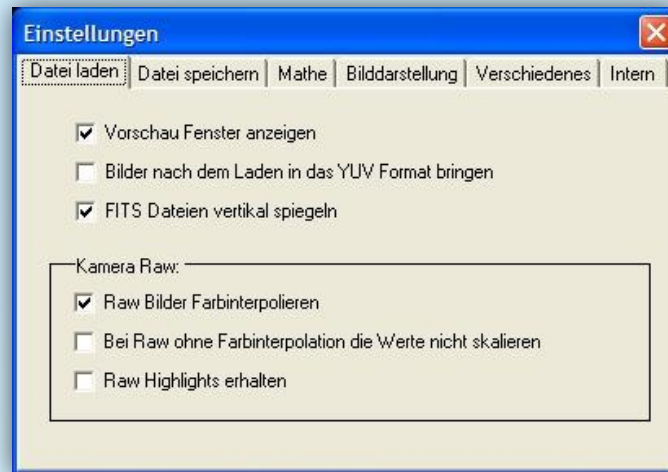 Einstellungen
Datei laden Datei speichern Mathe Bilddarstellung Verschiedenes Intern
Vorschau Fenster anzeigen
Bilder nach dem Laden in das YUV Format bringen
FITS Dateien vertikal spiegeln
Kamera Raw:
Raw Bilder Farbinterpolieren
Bei Raw ohne Farbinterpolation die Werte nicht skalieren
Raw Highlights erhalten